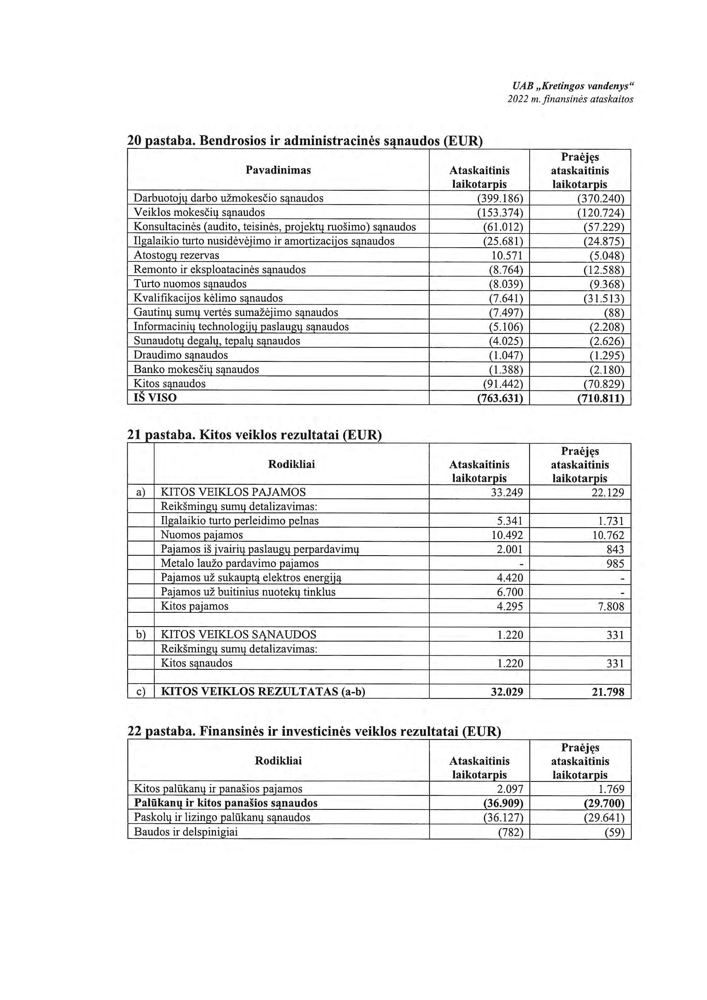 UAB „Kretingos vandenys“
2022 m. finansinės ataskaitos
20 pastaba. Bendrosios ir administracinės sąnaudos (EUR)
Pavadinimas Ataskaitinis laikotarpis Praėjęs ataskaitinis laikotarpis
Darbuotojų darbo užmokesčio sąnaudos (399.186) (370.240)
Veiklos mokesčių sąnaudos (153.374) (120.724)
Konsultacinės (audito, teisinės, projektų ruošimo) sąnaudos (61.012) (57.229)
Ilgalaikio turto nusidėvėjimo ir amortizacijos sąnaudos (25.681) (24.875)
Atostogų rezervas 10.571 (5.048)
Remonto ir eksploatacinės sąnaudos (8.764) (12.588)
Turto nuomos sąnaudos (8.039) (9.368)
Kvalifikacijos kėlimo sąnaudos (7.641) (31.513)
Gautinų sumų vertės sumažėjimo sąnaudos (7.497) (88)
Informacinių technologijų paslaugų sąnaudos (5.106) (2.208)
Sunaudotų degalų, tepalų sąnaudos (4.025) (2.626)
Draudimo sąnaudos (1.047) (1.295)
Banko mokesčių sąnaudos (1.388) (2.180)
Kitos sąnaudos (91.442) (70.829)
IŠ VISO (763.631) (710.811)
21 pastaba. Kitos veiklos rezultatai (EUR)
Rodikliai Ataskaitinis laikotarpis Praėjęs ataskaitinis laikotarpis
a) KITOS VEIKLOS PAJAMOS 33.249 22.129
Reikšmingų sumų detalizavimas:
Ilgalaikio turto perleidimo pelnas 5.341 1.731
Nuomos pajamos 10.492 10.762
Pajamos iš įvairių paslaugų perpardavimų 2.001 843
Metalo laužo pardavimo pajamos - 985
Pajamos už sukauptą elektros energiją 4.420 -
Pajamos už buitinius nuotekų tinklus 6.700 -
Kitos pajamos 4.295 7.808
b) KITOS VEIKLOS SĄNAUDOS 1.220 331
Reikšmingų sumų detalizavimas:
Kitos sąnaudos 1.220 331
c) KITOS VEIKLOS REZULTATAS (a-b) 32.029 21.798
22 pastaba. Finansinės ir investicinės veiklos rezultatai (EUR)
Rodikliai Ataskaitinis laikotarpis Praėjęs ataskaitinis laikotarpis
Kitos palūkanų ir panašios pajamos 2.097 1.769
Palūkanų ir kitos panašios sąnaudos (36.909) (29.700)
Paskolų ir lizingo palūkanų sąnaudos (36.127) (29.641)
Baudos ir delspinigiai (782) (59)